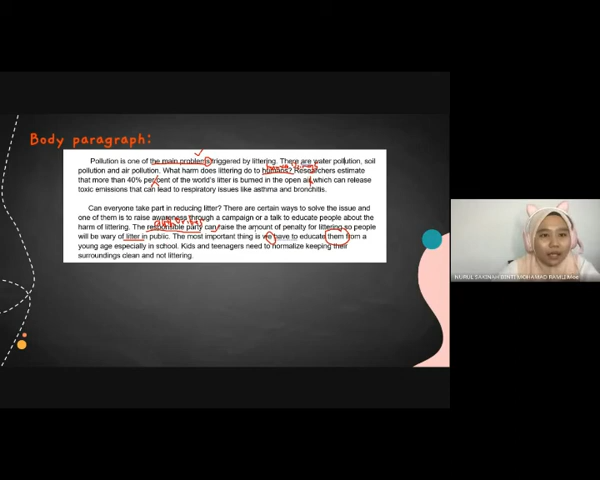 Body paragraph:
Pollution is one of the main problems triggered by littering. There are water pollution, soil
pollution and air pollution. What harm does littering do to humans? Researchers estimate
that more than 40% percent of the world's litter is burned in the open air which can release
toxic emissions that can lead to respiratory issues like asthma and bronchitis.
Can everyone take part in reducing litter? There are certain ways to solve the issue and
one of them is to raise awareness through a campaign or a talk to educate people about the
harm of littering. The responsible party can raise the amount of penalty for littering so people
will be wary of litter in public. The most important thing is we have to educate them from a
young age especially in school. Kids and teenagers need to normalize keeping their
surroundings clean and not littering.
authorities